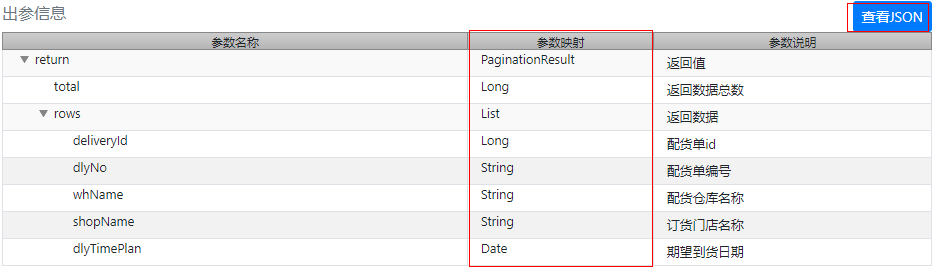 出参信息
查看JSON
参数名称 参数映射 参数说明
return PaginationResult 返回值
total Long 返回数据总数
rows List 返回数据
deliveryId Long 配货单id
dlyNo String 配货单编号
whName String 配货仓库名称
shopName String 订货门店名称
dlyTimePlan Date 期望到货日期